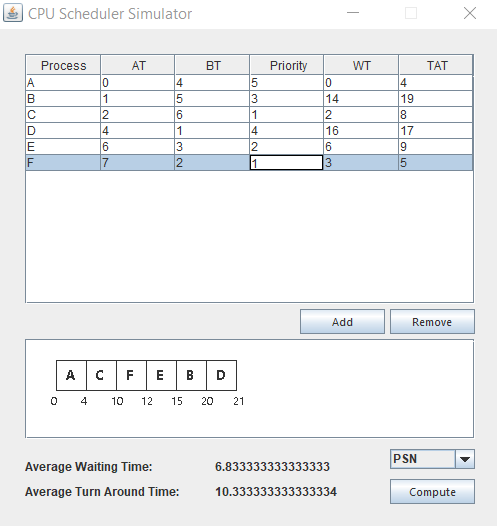 CPU Scheduler Simulator
Process AT BT Priority WT TAT
A 0 4 5 0 4
B 1 5 3 14 19
C 2 6 1 2 8
D 4 1 4 16 17
E 6 3 2 6 9
F 7 2 1 3 5
Add Remove
A C F E B D
0 4 10 12 15 20 21
Average Waiting Time: 6.833333333333333 PSN
Average Turn Around Time: 10.333333333333334 Compute